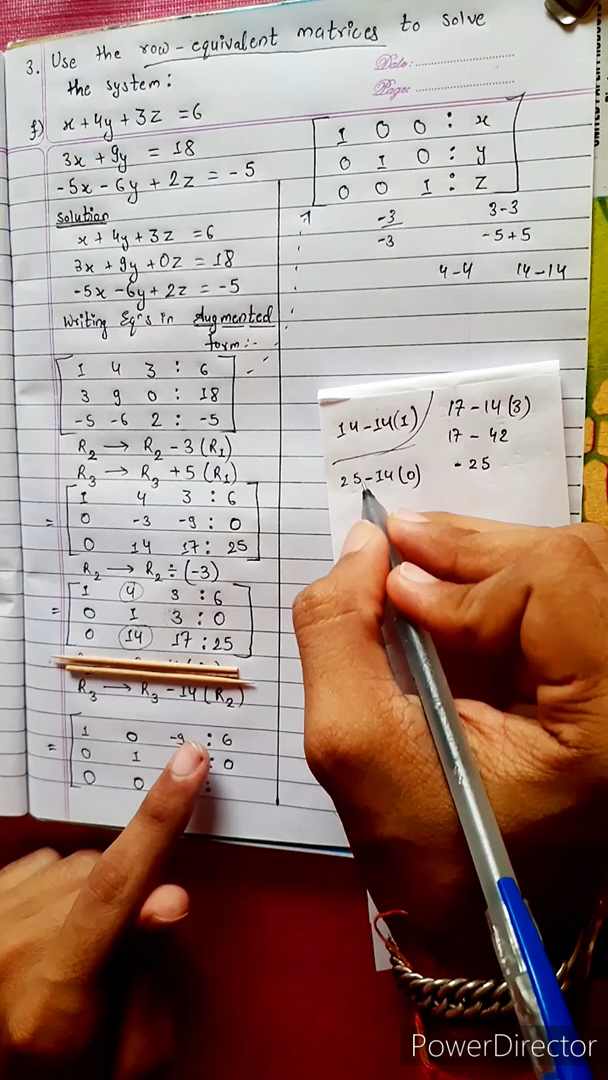 3. Use the row-equivalent matrices to solve
the system:
Date: ..........
Page: ..........
f) x + 4y + 3z = 6
3x + 9y = 18
-5x - 6y + 2z = -5
1 0 0 : x
0 1 0 : y
0 0 1 : z
Solution
x + 4y + 3z = 6
3x + 9y + 0z = 18
-5x - 6y + 2z = -5
Writing Eqns in Augmented
form:-
1 4 3 : 6
3 9 0 : 18
-5 -6 2 : -5
R2 → R2 - 3 (R1)
R3 → R3 + 5 (R1)
= 1 4 3 : 6
0 -3 -9 : 0
0 14 17 : 25
R2 → R2 ÷ (-3)
= 1 4 3 : 6
0 1 3 : 0
0 14 17 : 25
R3 → R3 - 14 (R2)
= 1 0 -9 : 6
0 1 : 0
0 0 :
-3 3-3
-3 -5+5
4-4 14-14
14 - 14 (1)
25 - 14 (0)
17 - 14 (3)
17 - 42
- 25
PowerDirector